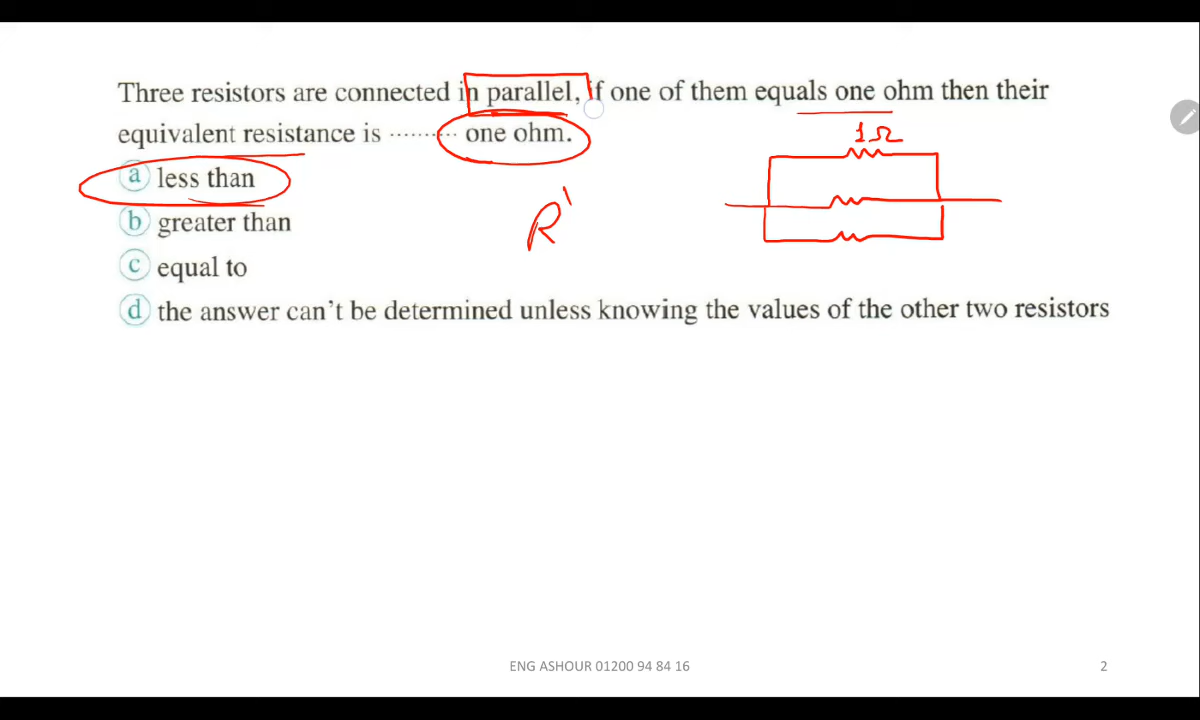 Three resistors are connected in parallel, if one of them equals one ohm then their
equivalent resistance is ········· one ohm.
1Ω
a less than
b greater than
R'
c equal to
d the answer can't be determined unless knowing the values of the other two resistors
ENG ASHOUR 01200 94 84 16
2